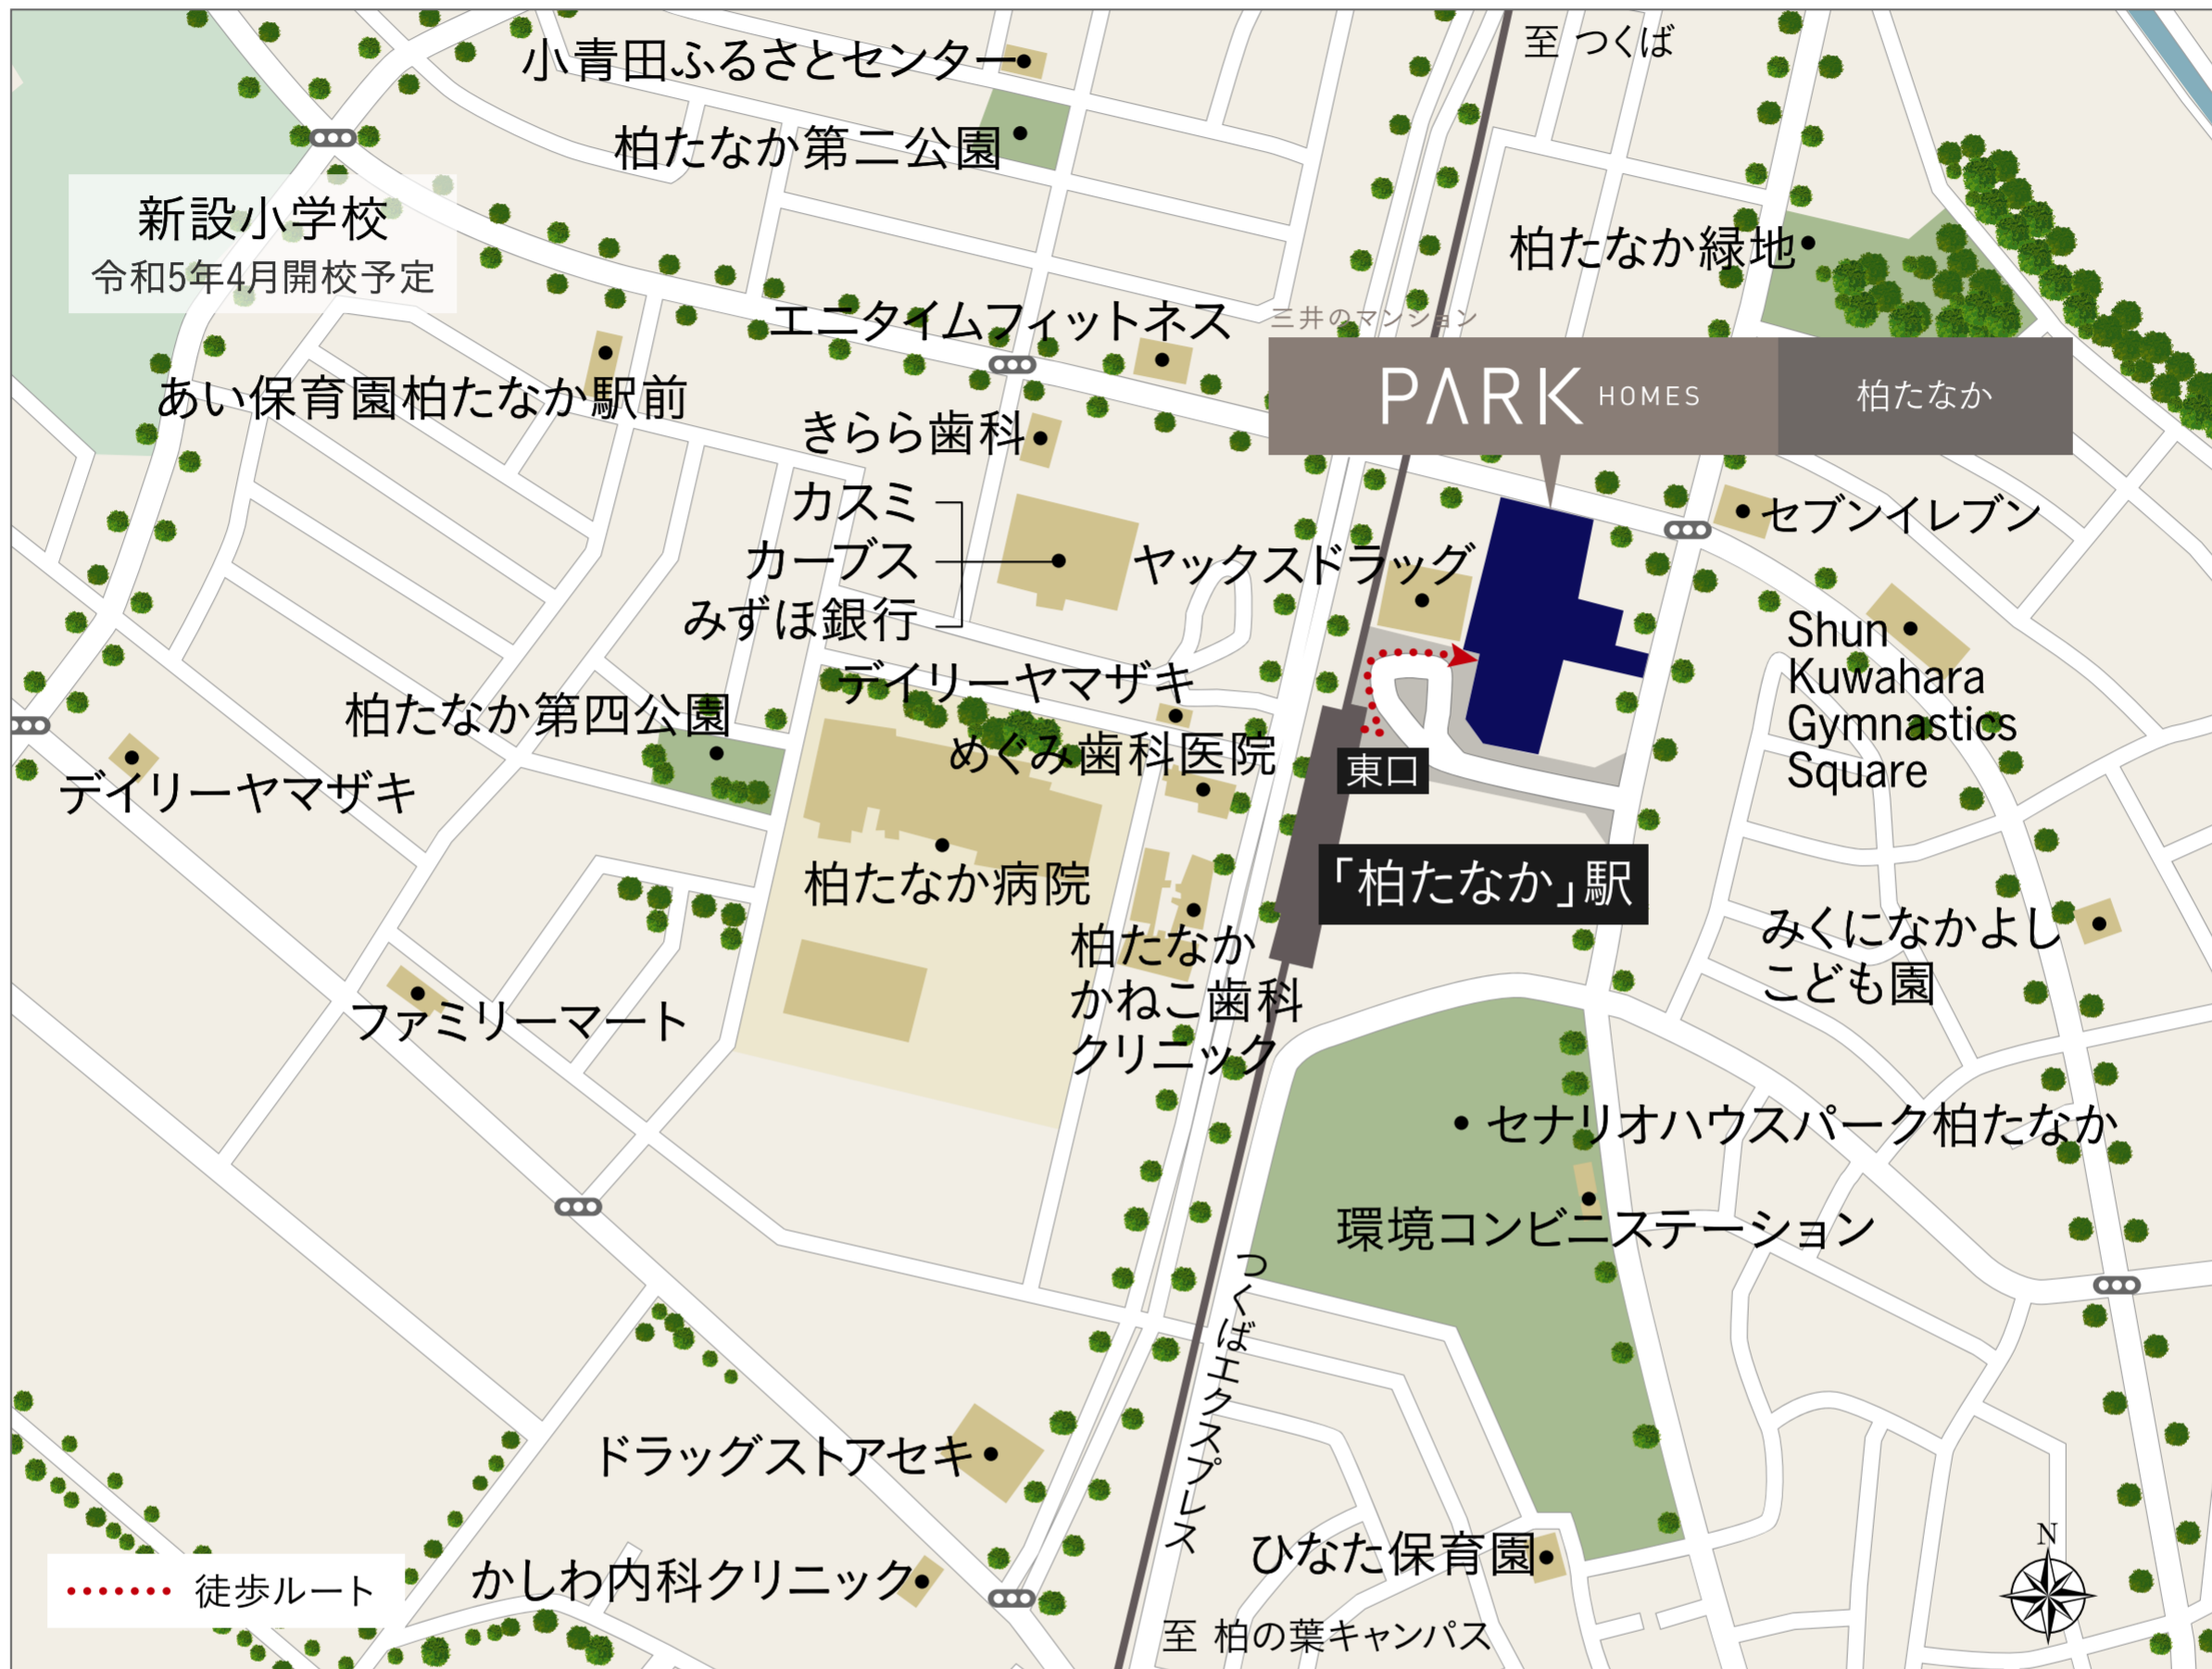 小青田ふるさとセンター
至 つくば
柏たなか第二公園
新設小学校
令和5年4月開校予定
柏たなか緑地
エニタイムフィットネス
三井のマンション
PARK HOMES
柏たなか
あい保育園柏たなか駅前
きらら歯科
カスミ
カーブス
みずほ銀行
ヤックスドラッグ
セブンイレブン
Shun
Kuwahara
Gymnastics
Square
デイリーヤマザキ
柏たなか第四公園
めぐみ歯科医院
東口
デイリーヤマザキ
柏たなか病院
「柏たなか」駅
柏たなか
かねこ歯科
クリニック
みくになかよし
こども園
ファミリーマート
セナリオハウスパーク柏たなか
環境コンビニステーション
つくばエクスプレス
ドラッグストアセキ
かしわ内科クリニック
ひなた保育園
N
徒歩ルート
至 柏の葉キャンパス